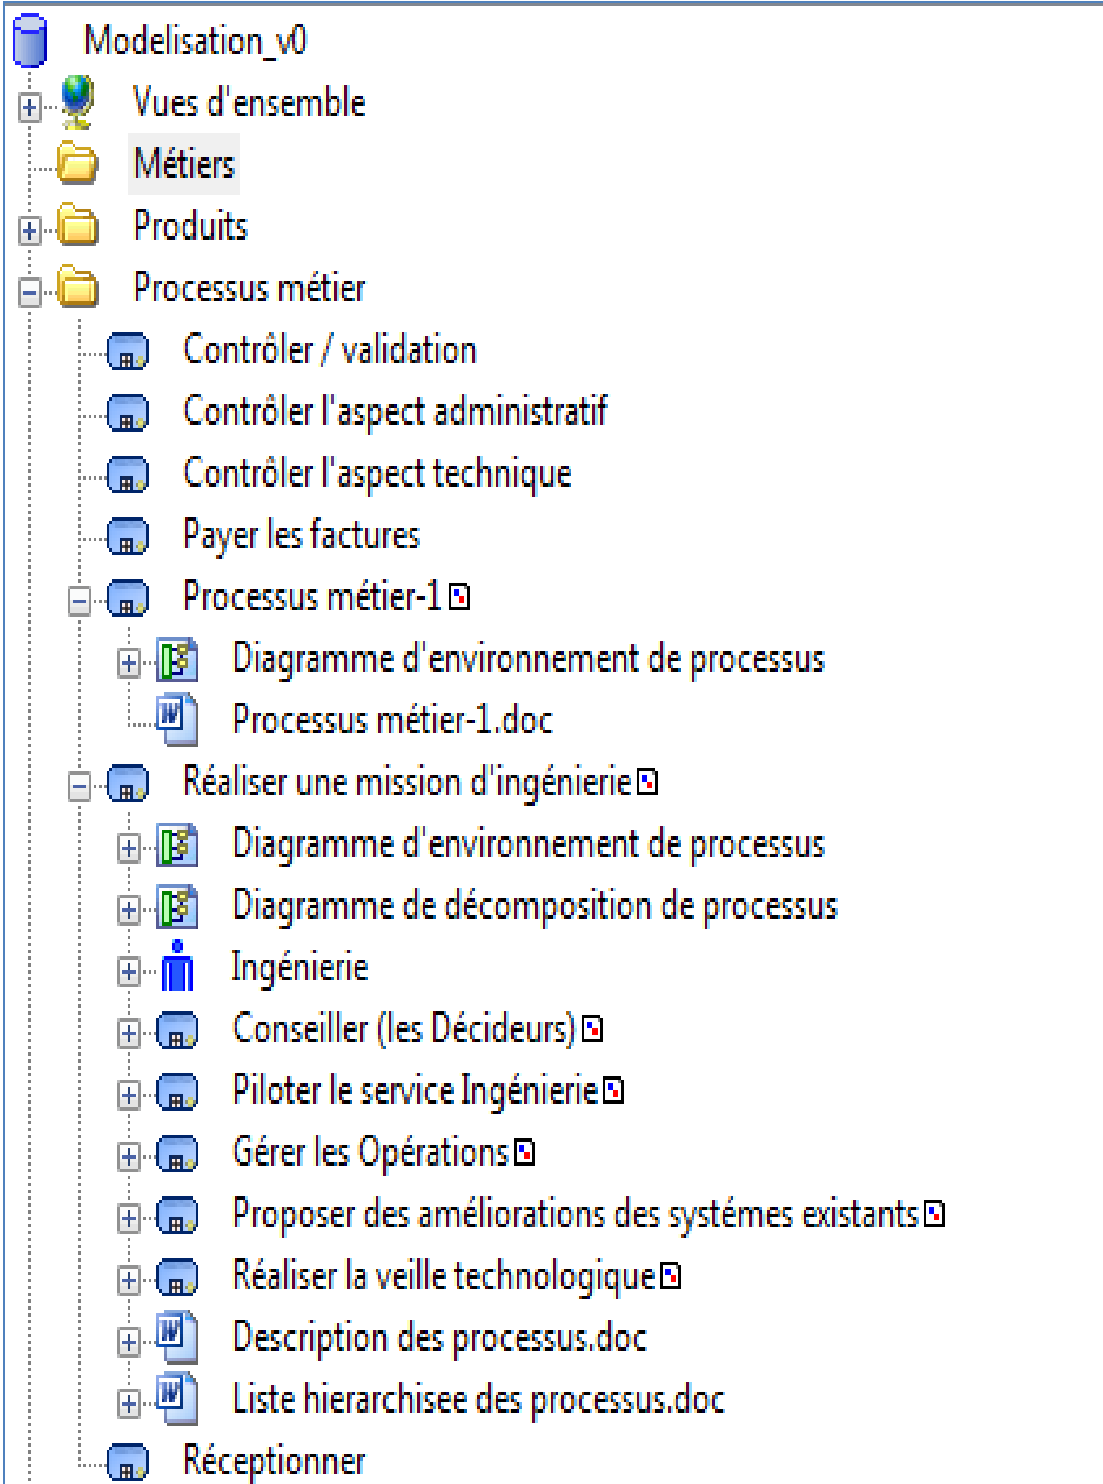 Modelisation_v0
Vues d'ensemble
Métiers
Produits
Processus métier
Contrôler / validation
Contrôler l'aspect administratif
Contrôler l'aspect technique
Payer les factures
Processus métier-1
Diagramme d'environnement de processus
Processus métier-1.doc
Réaliser une mission d'ingénierie
Diagramme d'environnement de processus
Diagramme de décomposition de processus
Ingénierie
Conseiller (les Décideurs)
Piloter le service Ingénierie
Gérer les Opérations
Proposer des améliorations des systémes existants
Réaliser la veille technologique
Description des processus.doc
Liste hierarchisee des processus.doc
Réceptionner